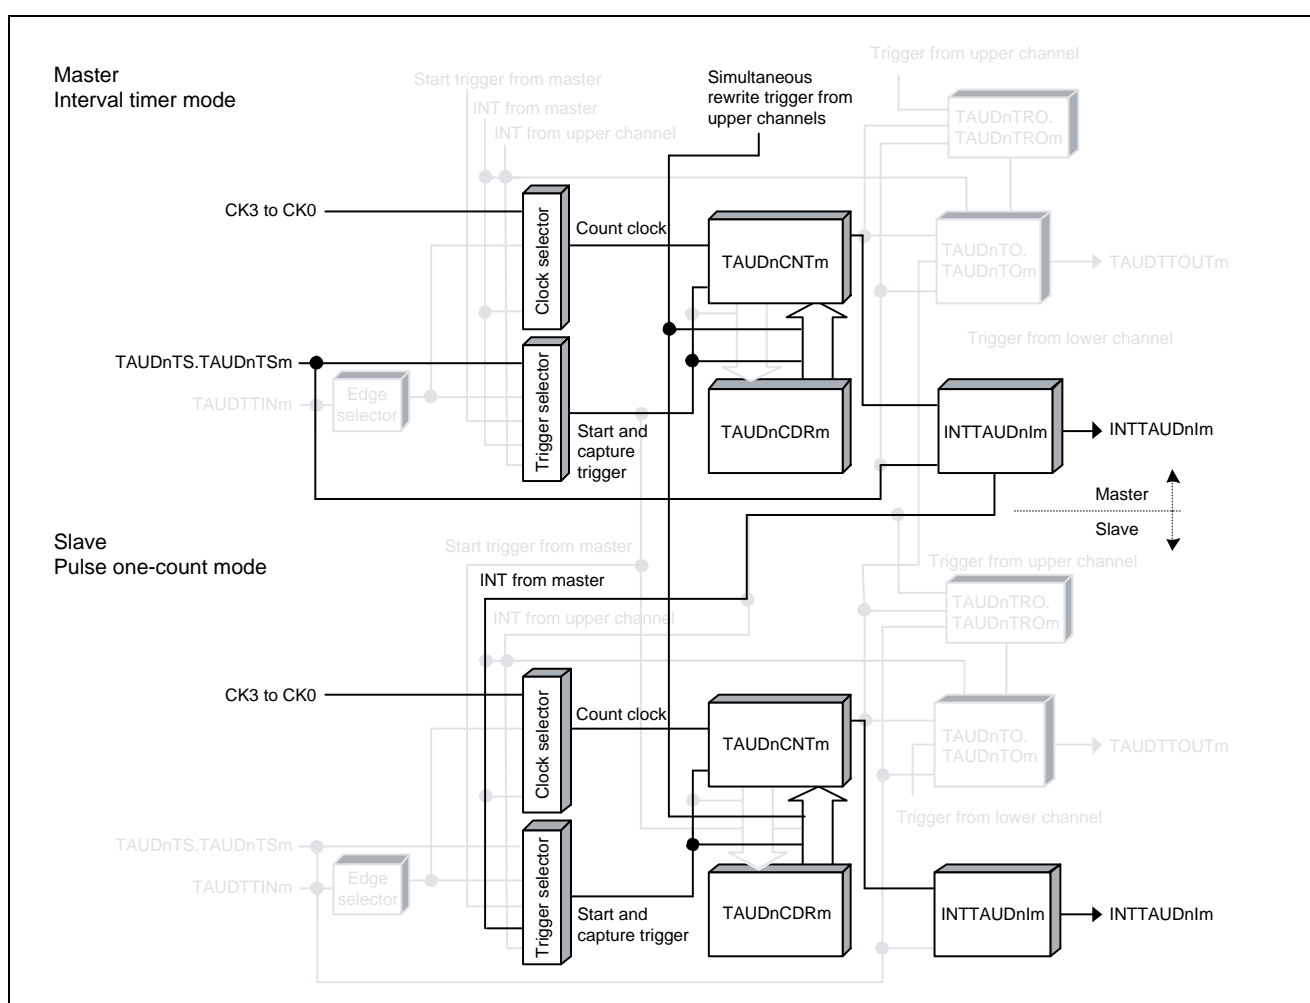 Master
Interval timer mode
Start trigger from master
INT from master
INT from upper channel
Simultaneous
rewrite trigger from
upper channels
Trigger from upper channel
TAUDnTRO.
TAUDnTROm
CK3 to CK0
Clock selector
Count clock
TAUDnCNTm
TAUDnTO.
TAUDnTOm
TAUDTTOUTm
Trigger from lower channel
TAUDnTS.TAUDnTSm
TAUDTTINm
Edge
selector
Trigger selector
Start and
capture
trigger
TAUDnCDRm
INTTAUDnIm
INTTAUDnIm
Master
Slave
Slave
Pulse one-count mode
Start trigger from master
INT from master
INT from upper channel
Trigger from upper channel
TAUDnTRO.
TAUDnTROm
CK3 to CK0
Clock selector
Count clock
TAUDnCNTm
TAUDnTO.
TAUDnTOm
TAUDTTOUTm
Trigger from lower channel
TAUDnTS.TAUDnTSm
TAUDTTINm
Edge
selector
Trigger selector
Start and
capture trigger
TAUDnCDRm
INTTAUDnIm
INTTAUDnIm